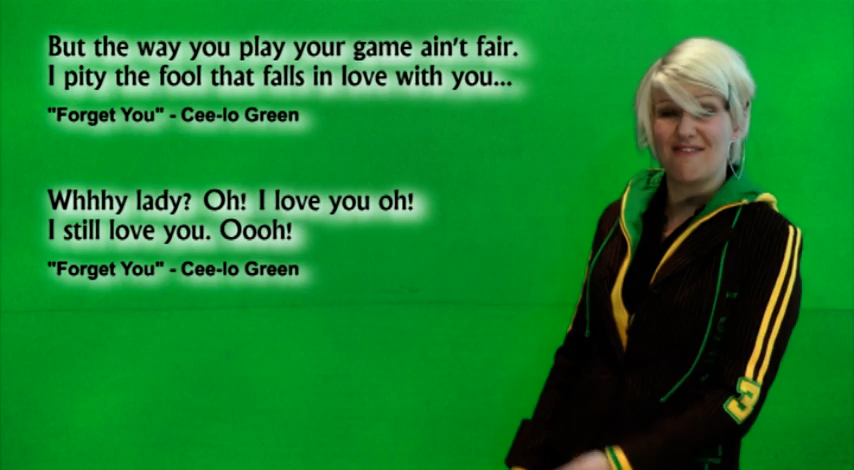 But the way you play your game ain't fair.
I pity the fool that falls in love with you...
"Forget You" - Cee-lo Green
Whhhy lady? Oh! I love you oh!
I still love you. Oooh!
"Forget You" - Cee-lo Green